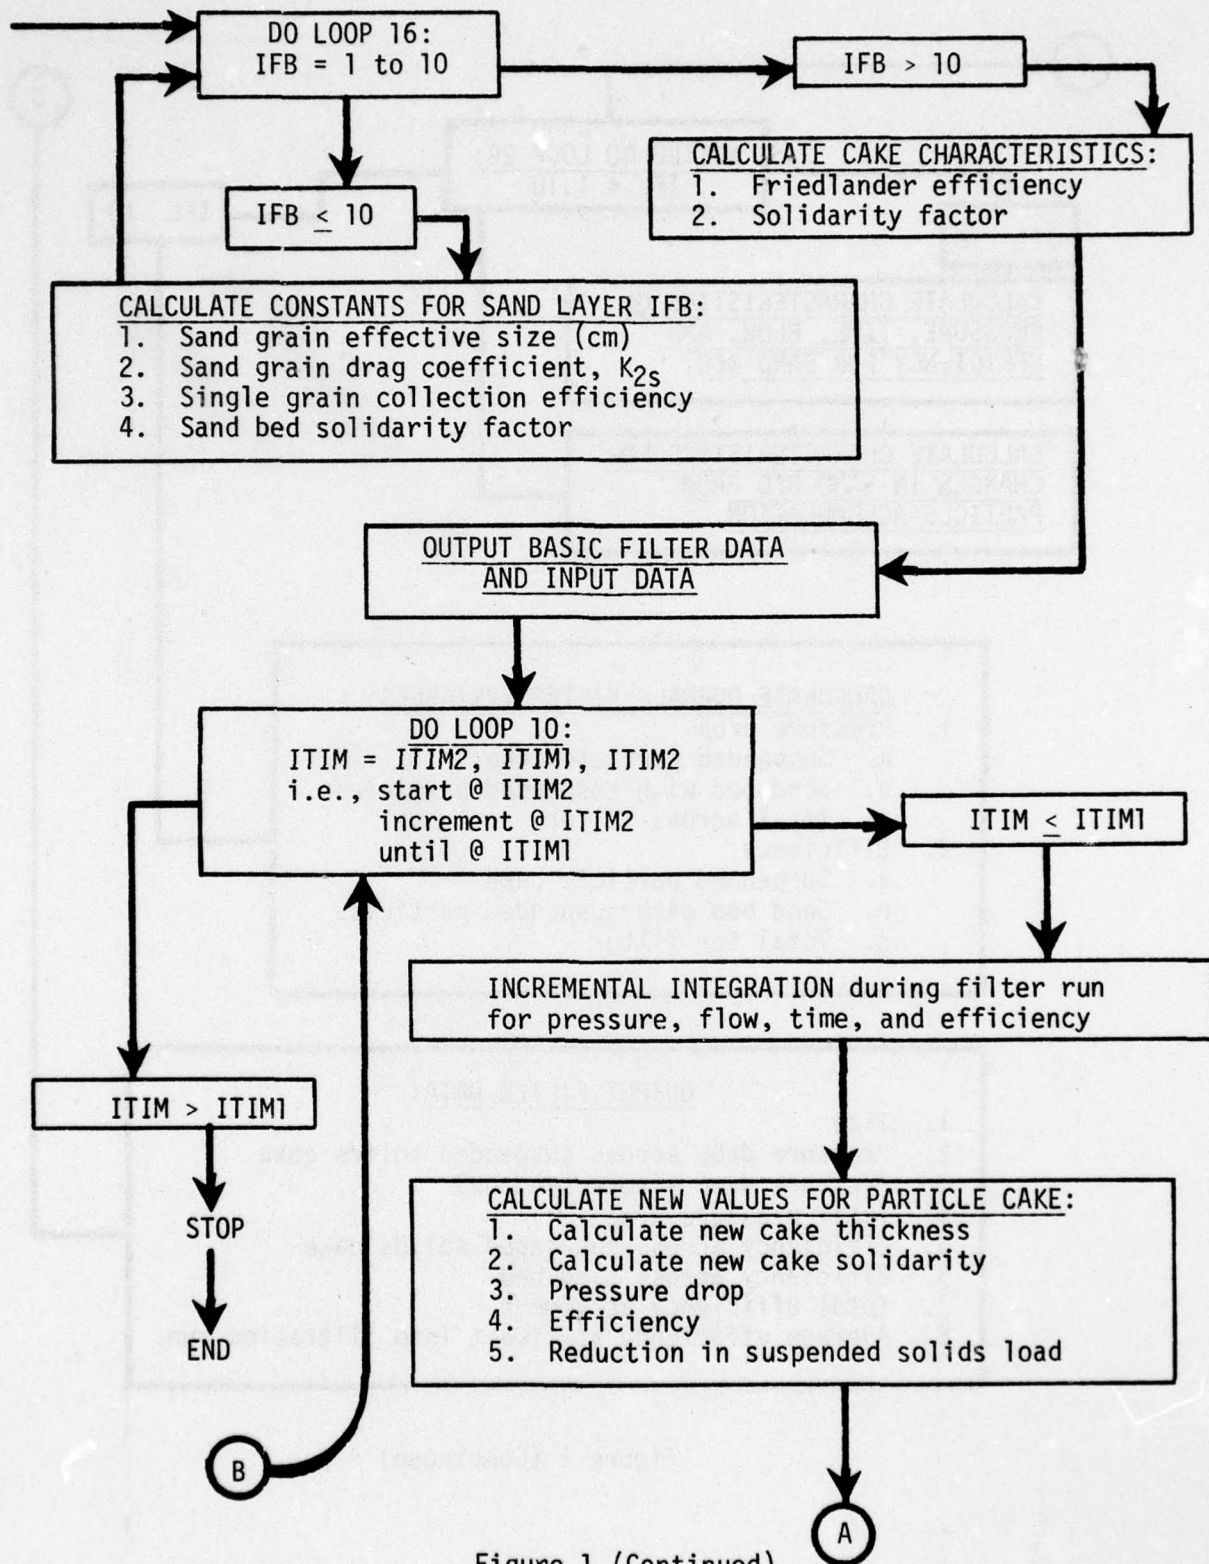 DO LOOP 16:
IFB = 1 to 10
IFB > 10
CALCULATE CAKE CHARACTERISTICS:
1. Friedlander efficiency
2. Solidarity factor
IFB ≤ 10
CALCULATE CONSTANTS FOR SAND LAYER IFB:
1. Sand grain effective size (cm)
2. Sand grain drag coefficient, K2s
3. Single grain collection efficiency
4. Sand bed solidarity factor
OUTPUT BASIC FILTER DATA
AND INPUT DATA
DO LOOP 10:
ITIM = ITIM2, ITIM1, ITIM2
i.e., start @ ITIM2
increment @ ITIM2
until @ ITIM1
ITIM ≤ ITIM1
INCREMENTAL INTEGRATION during filter run
for pressure, flow, time, and efficiency
ITIM > ITIM1
STOP
END
CALCULATE NEW VALUES FOR PARTICLE CAKE:
1. Calculate new cake thickness
2. Calculate new cake solidarity
3. Pressure drop
4. Efficiency
5. Reduction in suspended solids load
B
A
Figure 1 (Continued)